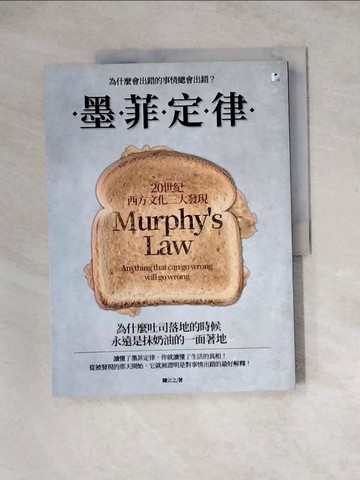 為什麼會出錯的事情總會出錯？
·墨·菲·定·律·
20世紀
西方文化三大發現
Murphy's
Law
Anything that can go wrong
will go wrong
為什麼吐司落地的時候
永遠是抹奶油的一面著地
讀懂了墨菲定律，你就讀懂了生活的真相！
從被發現的那天開始，它就被證明是對事情出錯的最好解釋！
陳立之/著